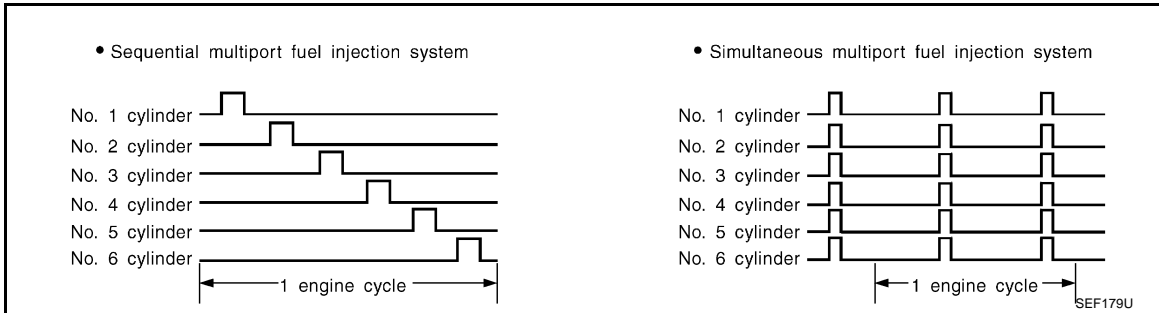 • Sequential multiport fuel injection system
No. 1 cylinder
No. 2 cylinder
No. 3 cylinder
No. 4 cylinder
No. 5 cylinder
No. 6 cylinder
1 engine cycle
• Simultaneous multiport fuel injection system
No. 1 cylinder
No. 2 cylinder
No. 3 cylinder
No. 4 cylinder
No. 5 cylinder
No. 6 cylinder
1 engine cycle
SEF179U